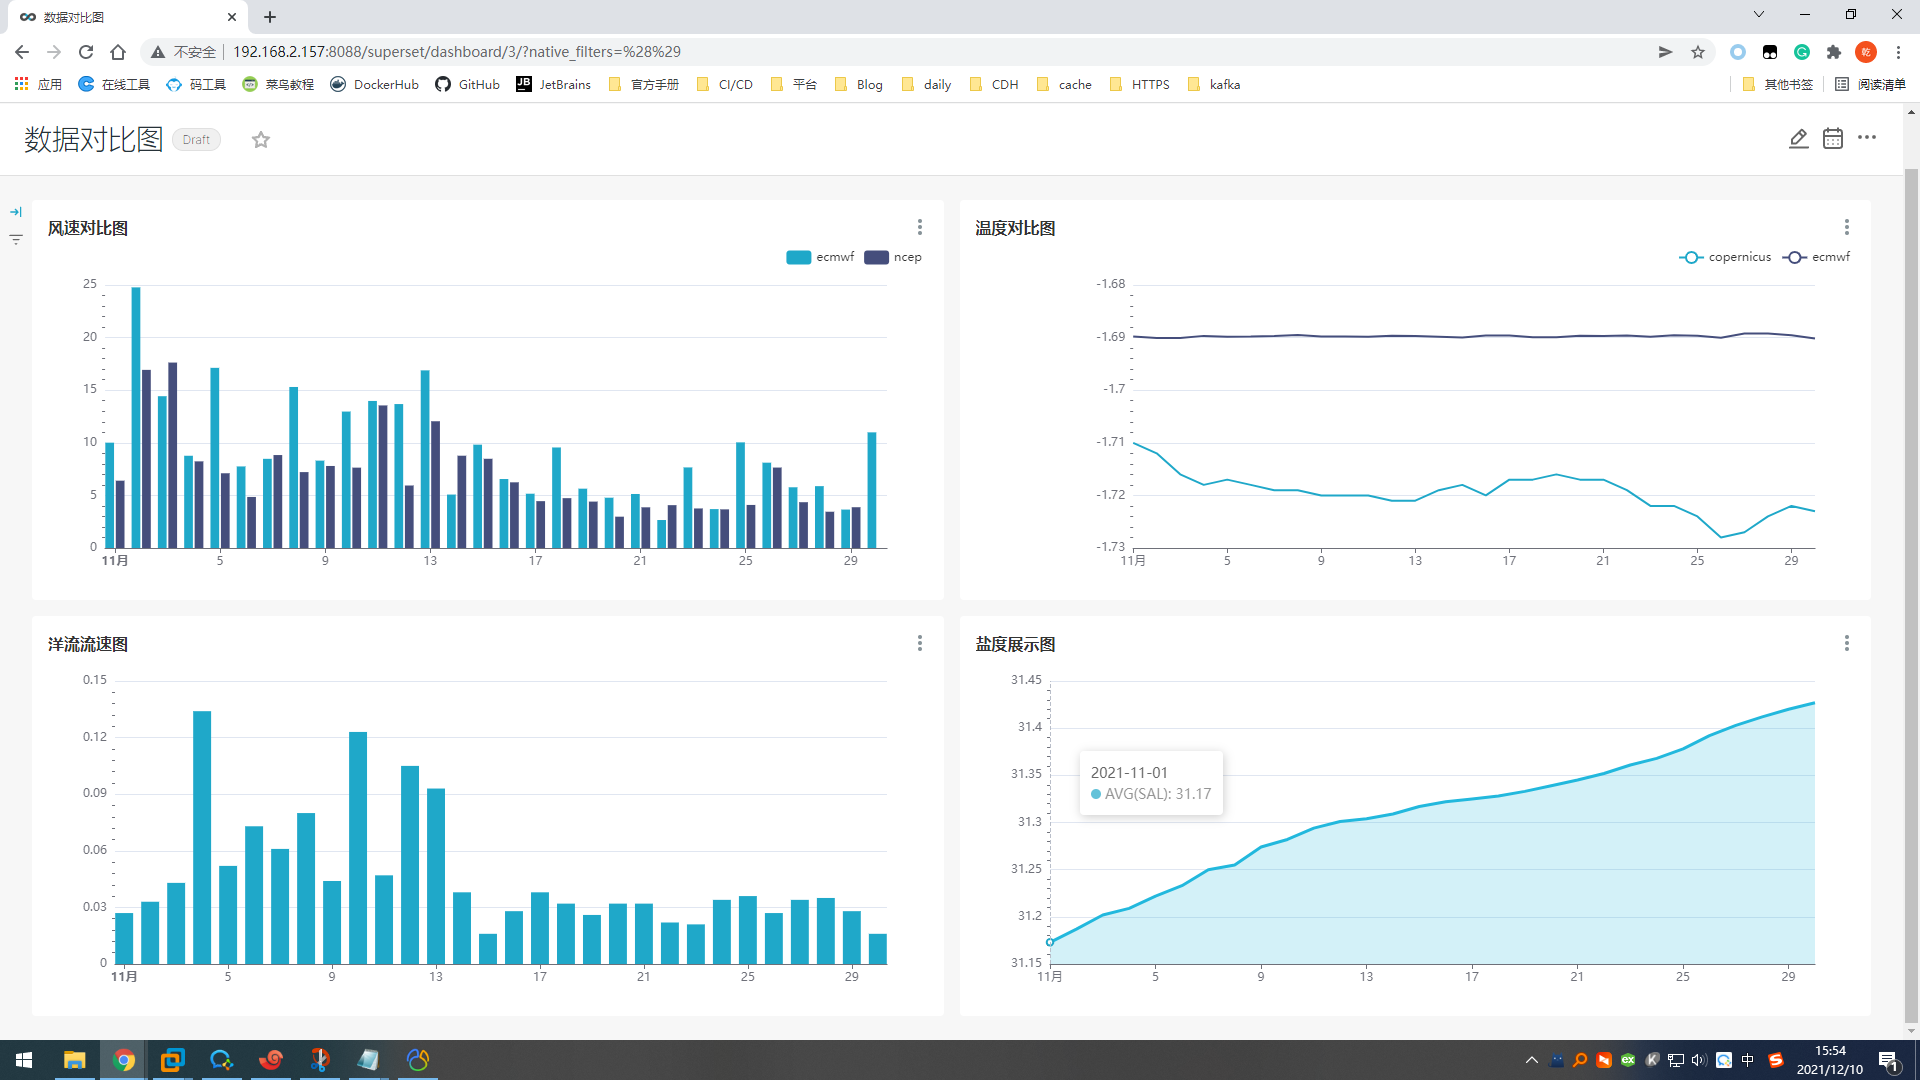 数据对比图
不安全 192.168.2.157:8088/superset/dashboard/3/?native_filters=%28%29
乾
应用 在线工具 码工具 菜鸟教程 DockerHub GitHub JetBrains 官方手册 CI/CD 平台 Blog daily CDH cache HTTPS kafka 其他书签 阅读清单
数据对比图 Draft
风速对比图
ecmwf ncep
25
20
15
10
5
0
11月 5 9 13 17 21 25 29
温度对比图
copernicus ecmwf
-1.68
-1.69
-1.7
-1.71
-1.72
-1.73
11月 5 9 13 17 21 25 29
洋流流速图
0.15
0.12
0.09
0.06
0.03
0
11月 5 9 13 17 21 25 29
盐度展示图
31.45
31.4
31.35
31.3
31.25
31.2
31.15
11月 5 9 13 17 21 25 29
2021-11-01
AVG(SAL): 31.17
中
15:54
2021/12/10
1